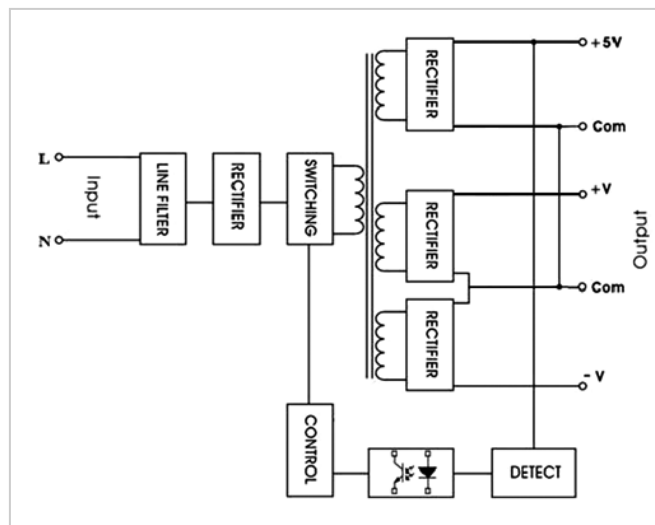 L
N
Input
LINE FILTER
RECTIFIER
SWITCHING
RECTIFIER
RECTIFIER
RECTIFIER
+5V
Com
+V
Com
- V
Output
CONTROL
DETECT